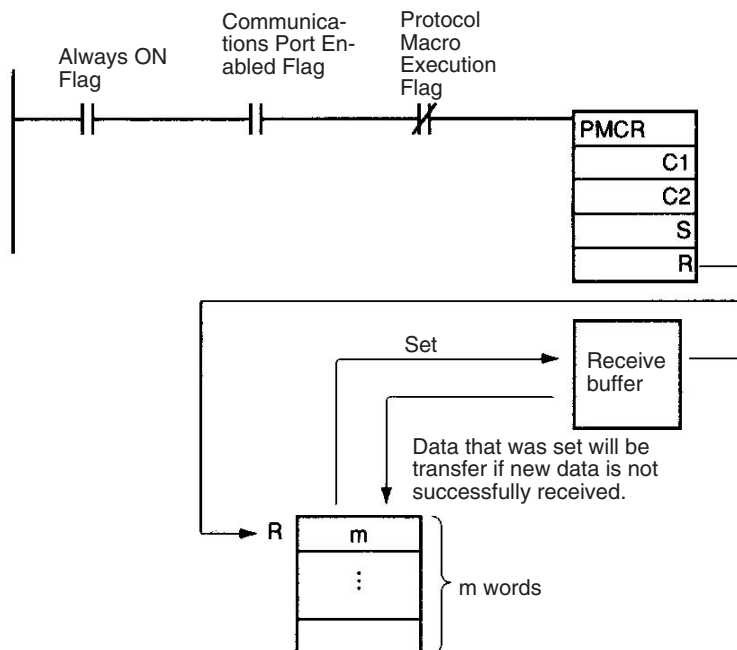 Always ON
Flag
Communica-
tions Port En-
abled Flag
Protocol
Macro
Execution
Flag
PMCR
C1
C2
S
R
Set
Receive
buffer
Data that was set will be
transfer if new data is not
successfully received.
R
m
⋮
m words